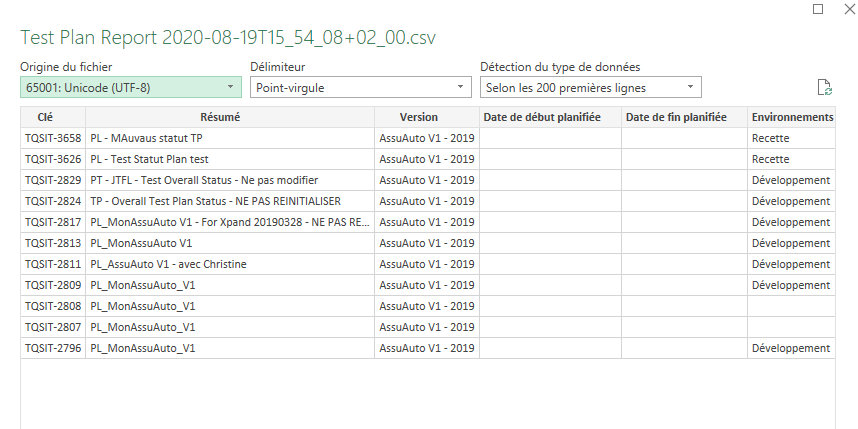 Test Plan Report 2020-08-19T15_54_08+02_00.csv
Origine du fichier Délimiteur Détection du type de données
65001: Unicode (UTF-8) Point-virgule Selon les 200 premières lignes
Clé Résumé Version Date de début planifiée Date de fin planifiée Environnements
TQSIT-3658 PL - MAuvaus statut TP AssuAuto V1 - 2019 Recette
TQSIT-3626 PL - Test Statut Plan test AssuAuto V1 - 2019 Recette
TQSIT-2829 PT - JTFL - Test Overall Status - Ne pas modifier AssuAuto V1 - 2019 Développement
TQSIT-2824 TP - Overall Test Plan Status - NE PAS REINITIALISER AssuAuto V1 - 2019 Développement
TQSIT-2817 PL_MonAssuAuto V1 - For Xpand 20190328 - NE PAS RE... AssuAuto V1 - 2019 Développement
TQSIT-2813 PL_MonAssuAuto V1 AssuAuto V1 - 2019 Développement
TQSIT-2811 PL_AssuAuto V1 - avec Christine AssuAuto V1 - 2019 Développement
TQSIT-2809 PL_MonAssuAuto_V1 AssuAuto V1 - 2019 Développement
TQSIT-2808 PL_MonAssuAuto_V1 AssuAuto V1 - 2019
TQSIT-2807 PL_MonAssuAuto_V1 AssuAuto V1 - 2019
TQSIT-2796 PL_MonAssuAuto_V1 AssuAuto V1 - 2019 Développement